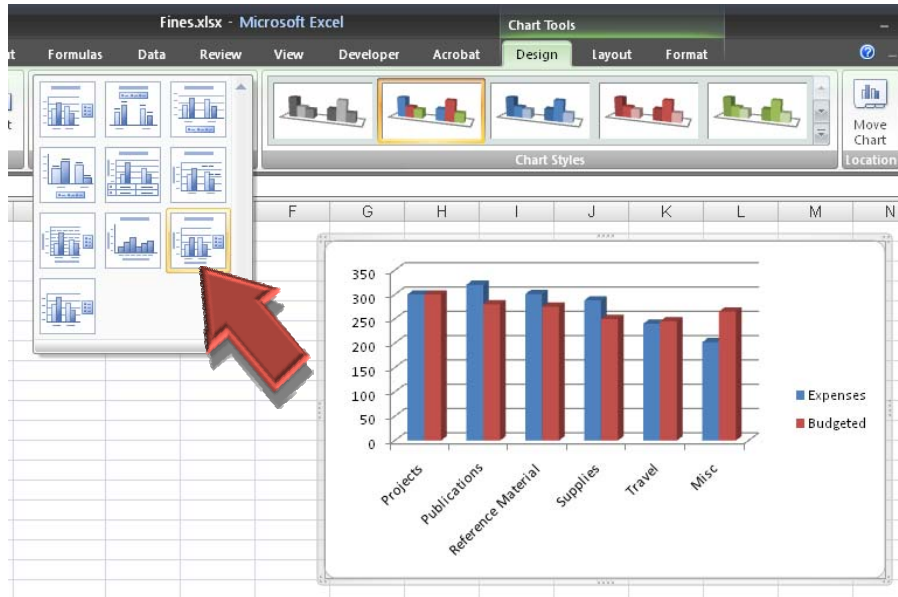 Fines.xlsx - Microsoft Excel
Chart Tools
Formulas Data Review View Developer Acrobat Design Layout Format
Move
Chart
Chart Styles
Location
F G H I J K L M N
350
300
250
200
150
100
50
0
Expenses
Budgeted
Projects
Publications
Reference Material
Supplies
Travel
Misc